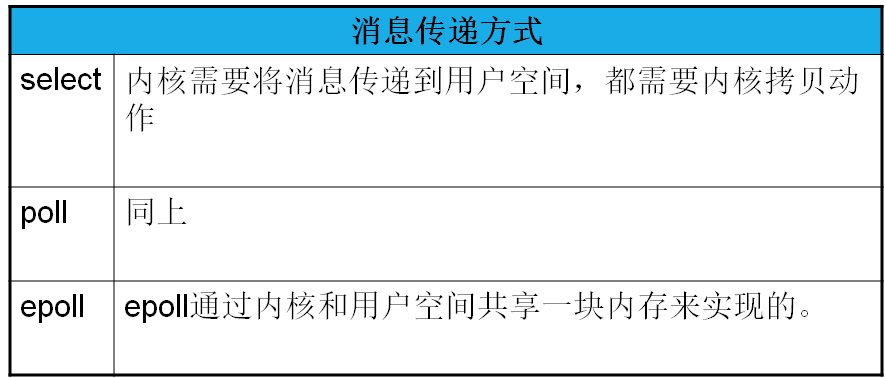 消息传递方式
select 内核需要将消息传递到用户空间，都需要内核拷贝动
作
poll 同上
epoll epoll通过内核和用户空间共享一块内存来实现的。